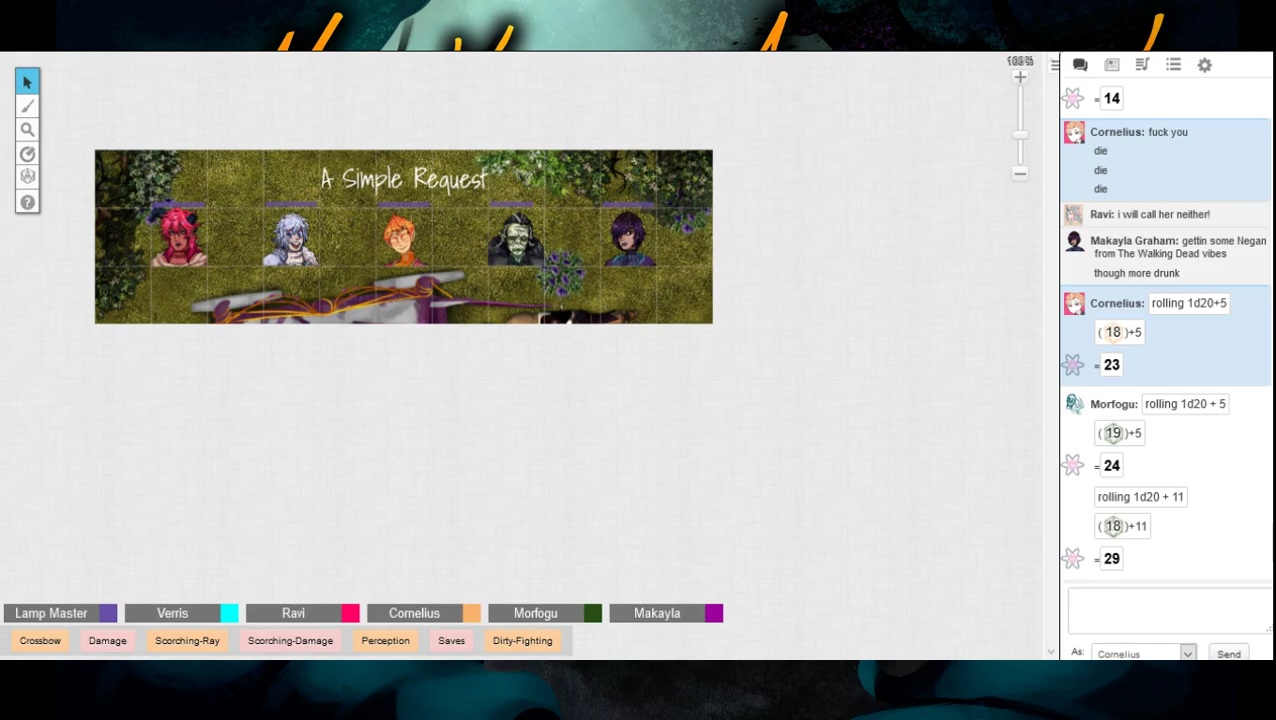 100%
= 14
Cornelius: fuck you
die
die
die
Ravi: i will call her neither!
Makayla Graham: gettin some Negan
from The Walking Dead vibes
though more drunk
A Simple Request
Cornelius: rolling 1d20+5
(18)+5
= 23
Morfogu: rolling 1d20 + 5
(19)+5
= 24
rolling 1d20 + 11
(18)+11
= 29
Lamp Master Verris Ravi Cornelius Morfogu Makayla
Crossbow Damage Scorching-Ray Scorching-Damage Perception Saves Dirty-Fighting
As: Cornelius Send